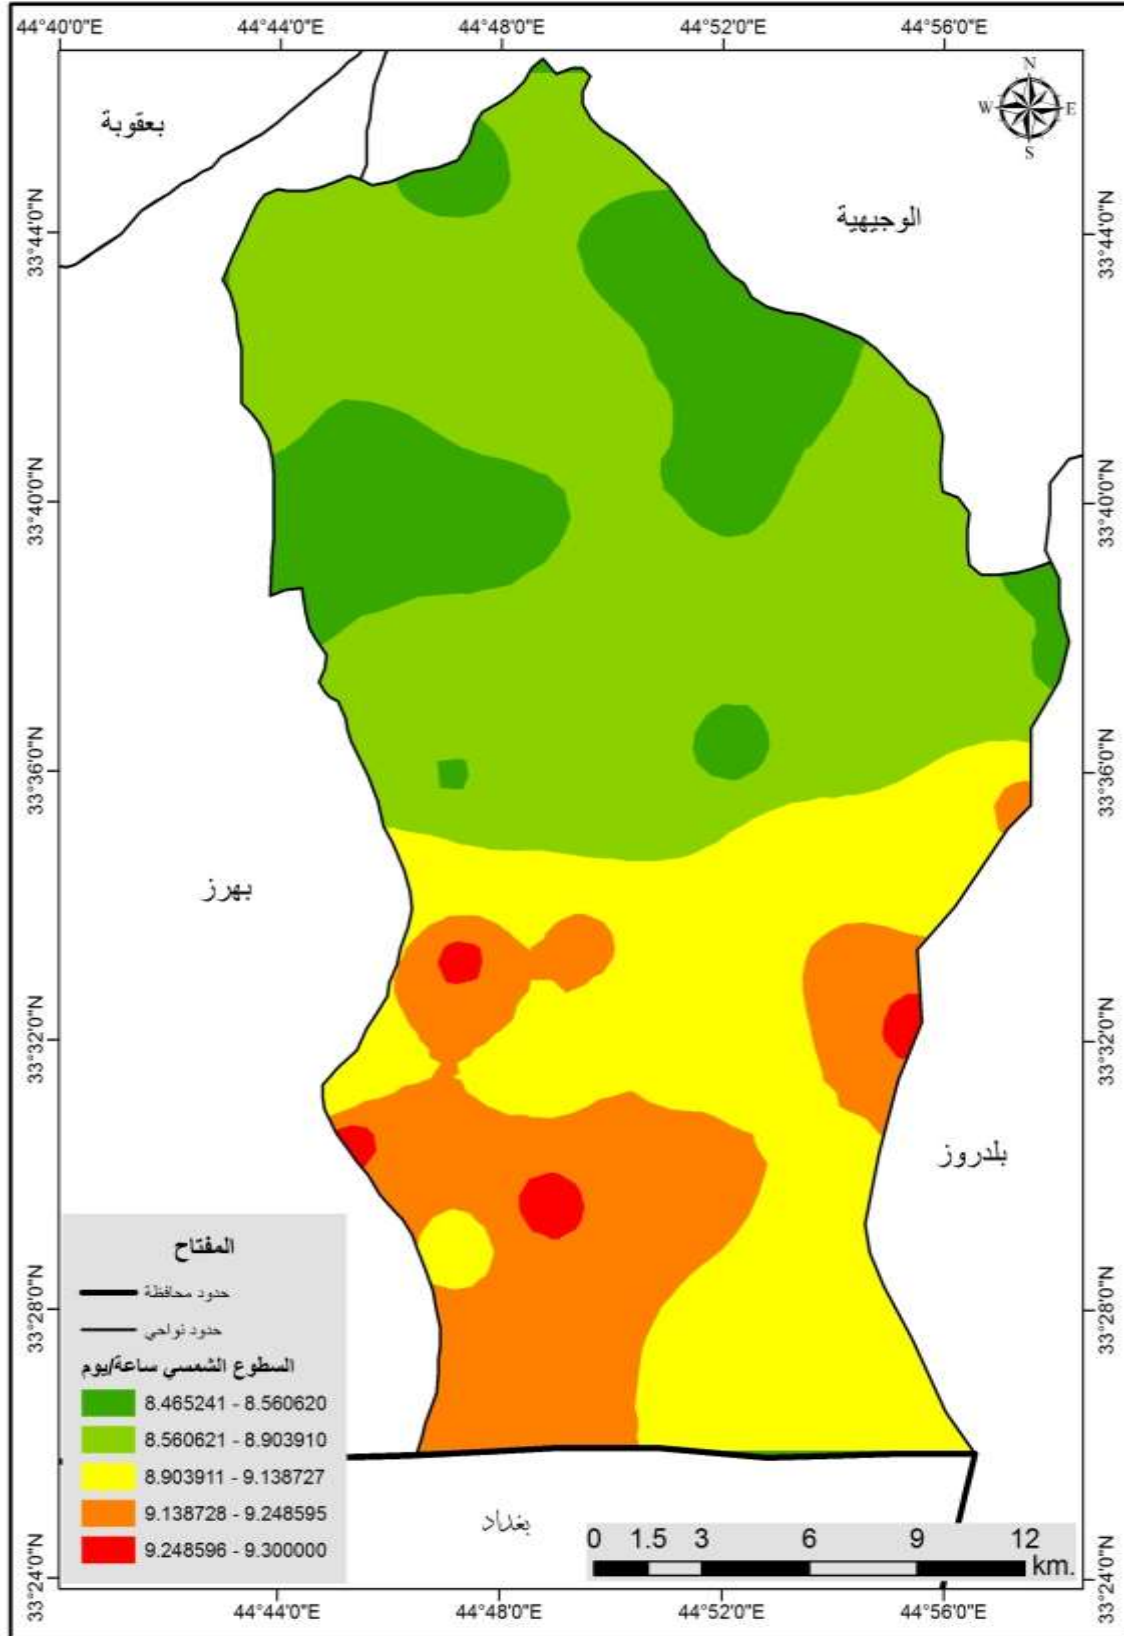 44°40'0"E 44°44'0"E 44°48'0"E 44°52'0"E 44°56'0"E
N
W E
S
بعقوبة
الوجيهية
33°44'0"N 33°44'0"N
33°40'0"N 33°40'0"N
33°36'0"N 33°36'0"N
بهرز
33°32'0"N 33°32'0"N
بلدروز
33°28'0"N 33°28'0"N
المفتاح
حدود محافظة
حدود نواحي
السطوع الشمسي ساعة/يوم
8.465241 - 8.560620
8.560621 - 8.903910
8.903911 - 9.138727
9.138728 - 9.248595
9.248596 - 9.300000
بغداد
0 1.5 3 6 9 12
km.
33°24'0"N 33°24'0"N
44°44'0"E 44°48'0"E 44°52'0"E 44°56'0"E